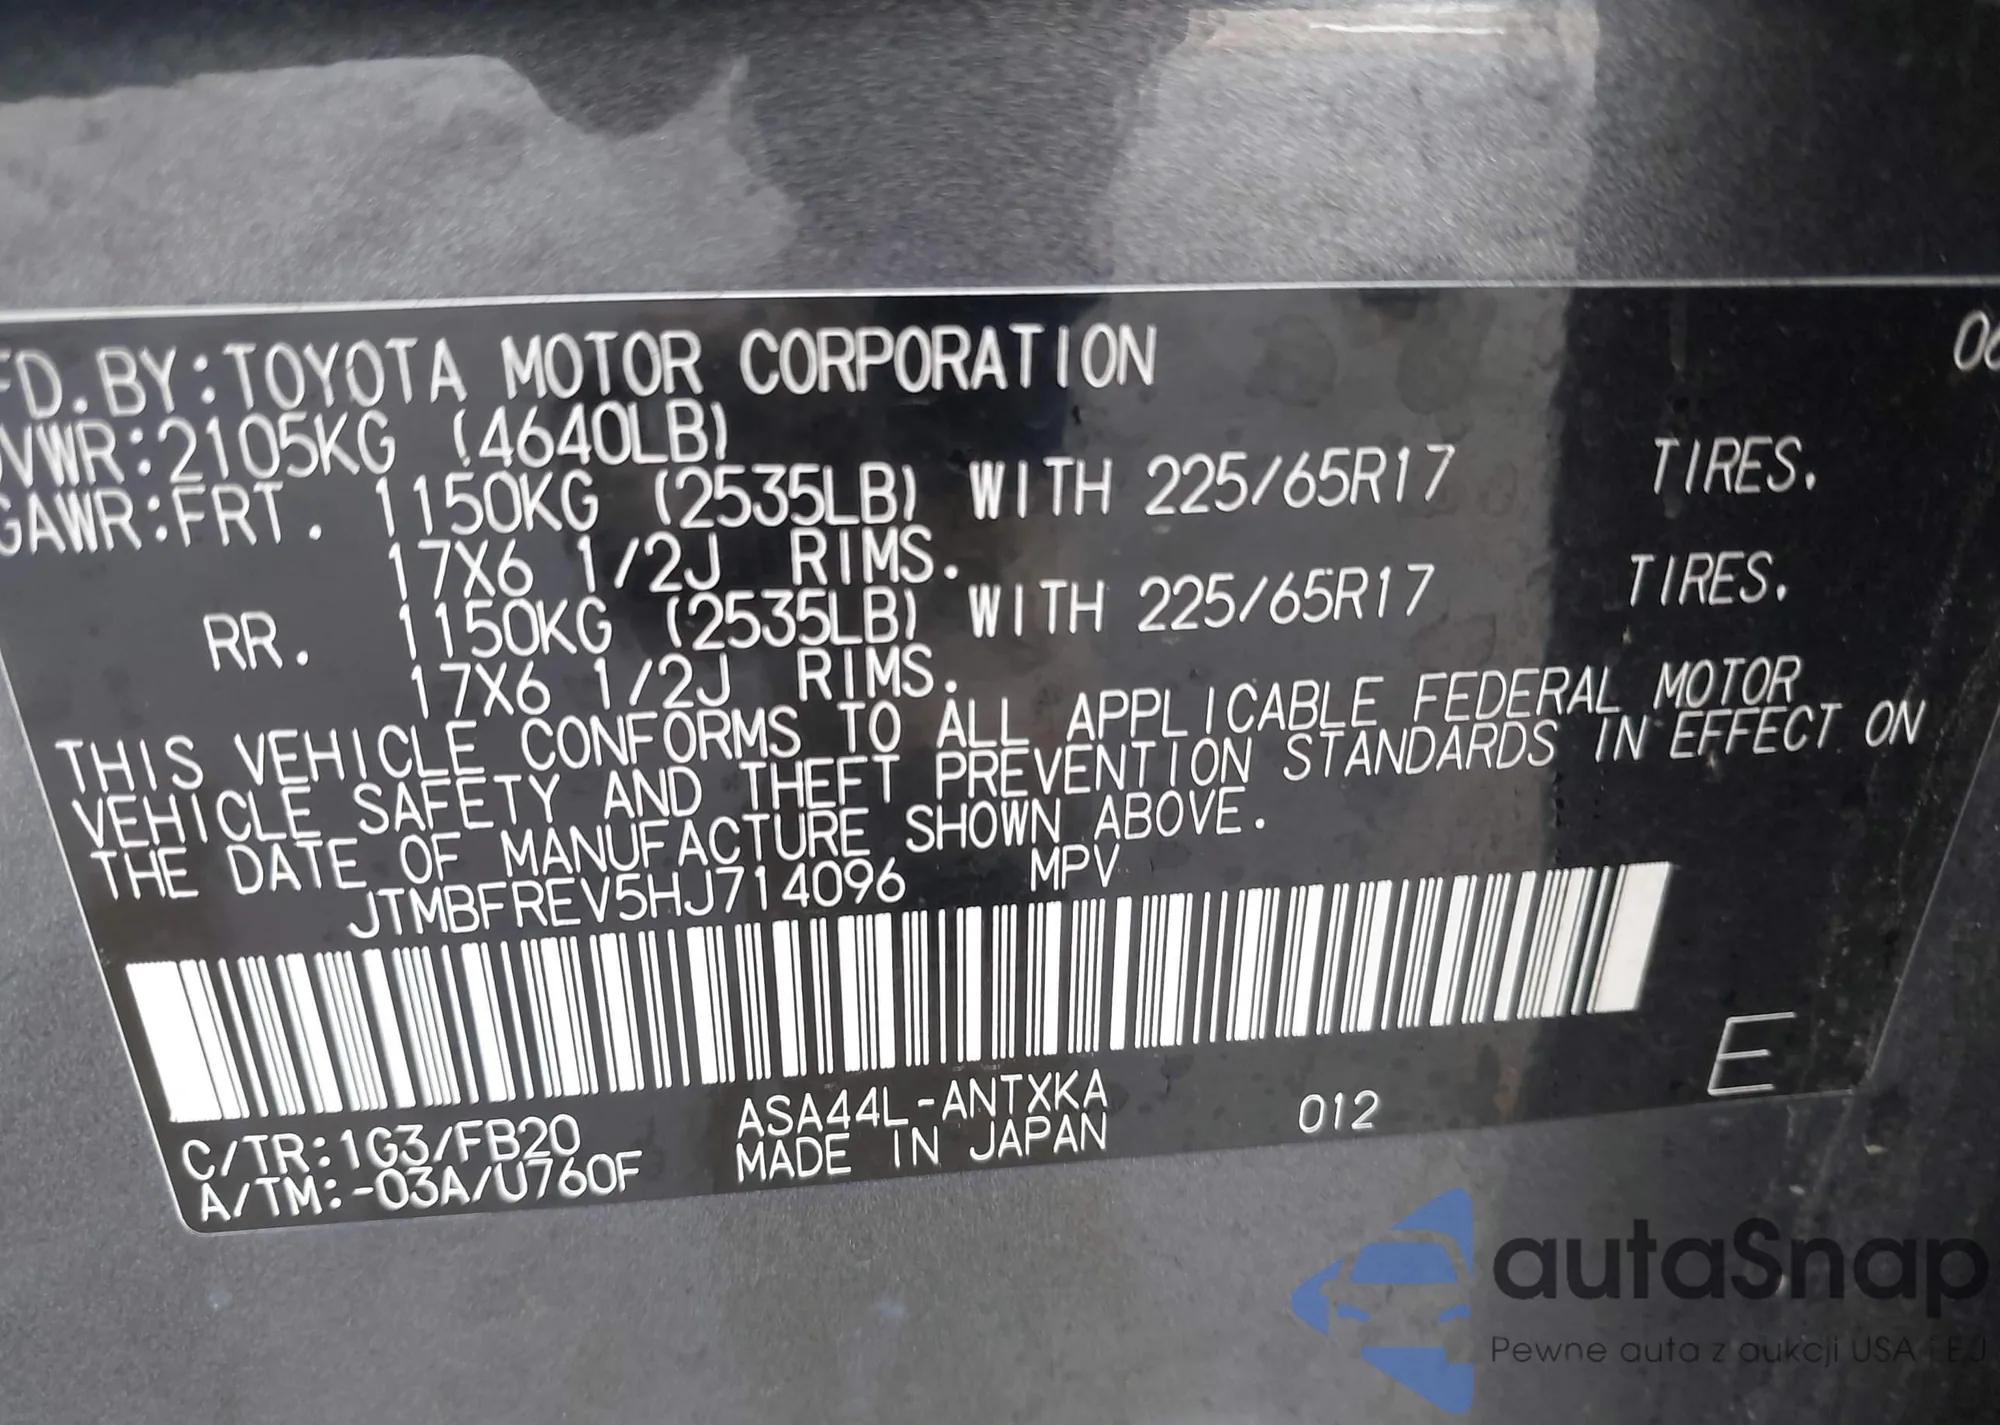 FD.BY:TOYOTA MOTOR CORPORATION 06
VWR:2105KG (4640LB)
GAWR:FRT. 1150KG (2535LB) WITH 225/65R17 TIRES.
17X6 1/2J RIMS.
RR. 1150KG (2535LB) WITH 225/65R17 TIRES.
17X6 1/2J RIMS.
THIS VEHICLE CONFORMS TO ALL APPLICABLE FEDERAL MOTOR
VEHICLE SAFETY AND THEFT PREVENTION STANDARDS IN EFFECT ON
THE DATE OF MANUFACTURE SHOWN ABOVE.
JTMBFREV5HJ714096 MPV
E
C/TR:1G3/FB20 ASA44L-ANTXKA 012
A/TM:-03A/U760F MADE IN JAPAN
autaSnap
Pewne auta z aukcji USA i EU